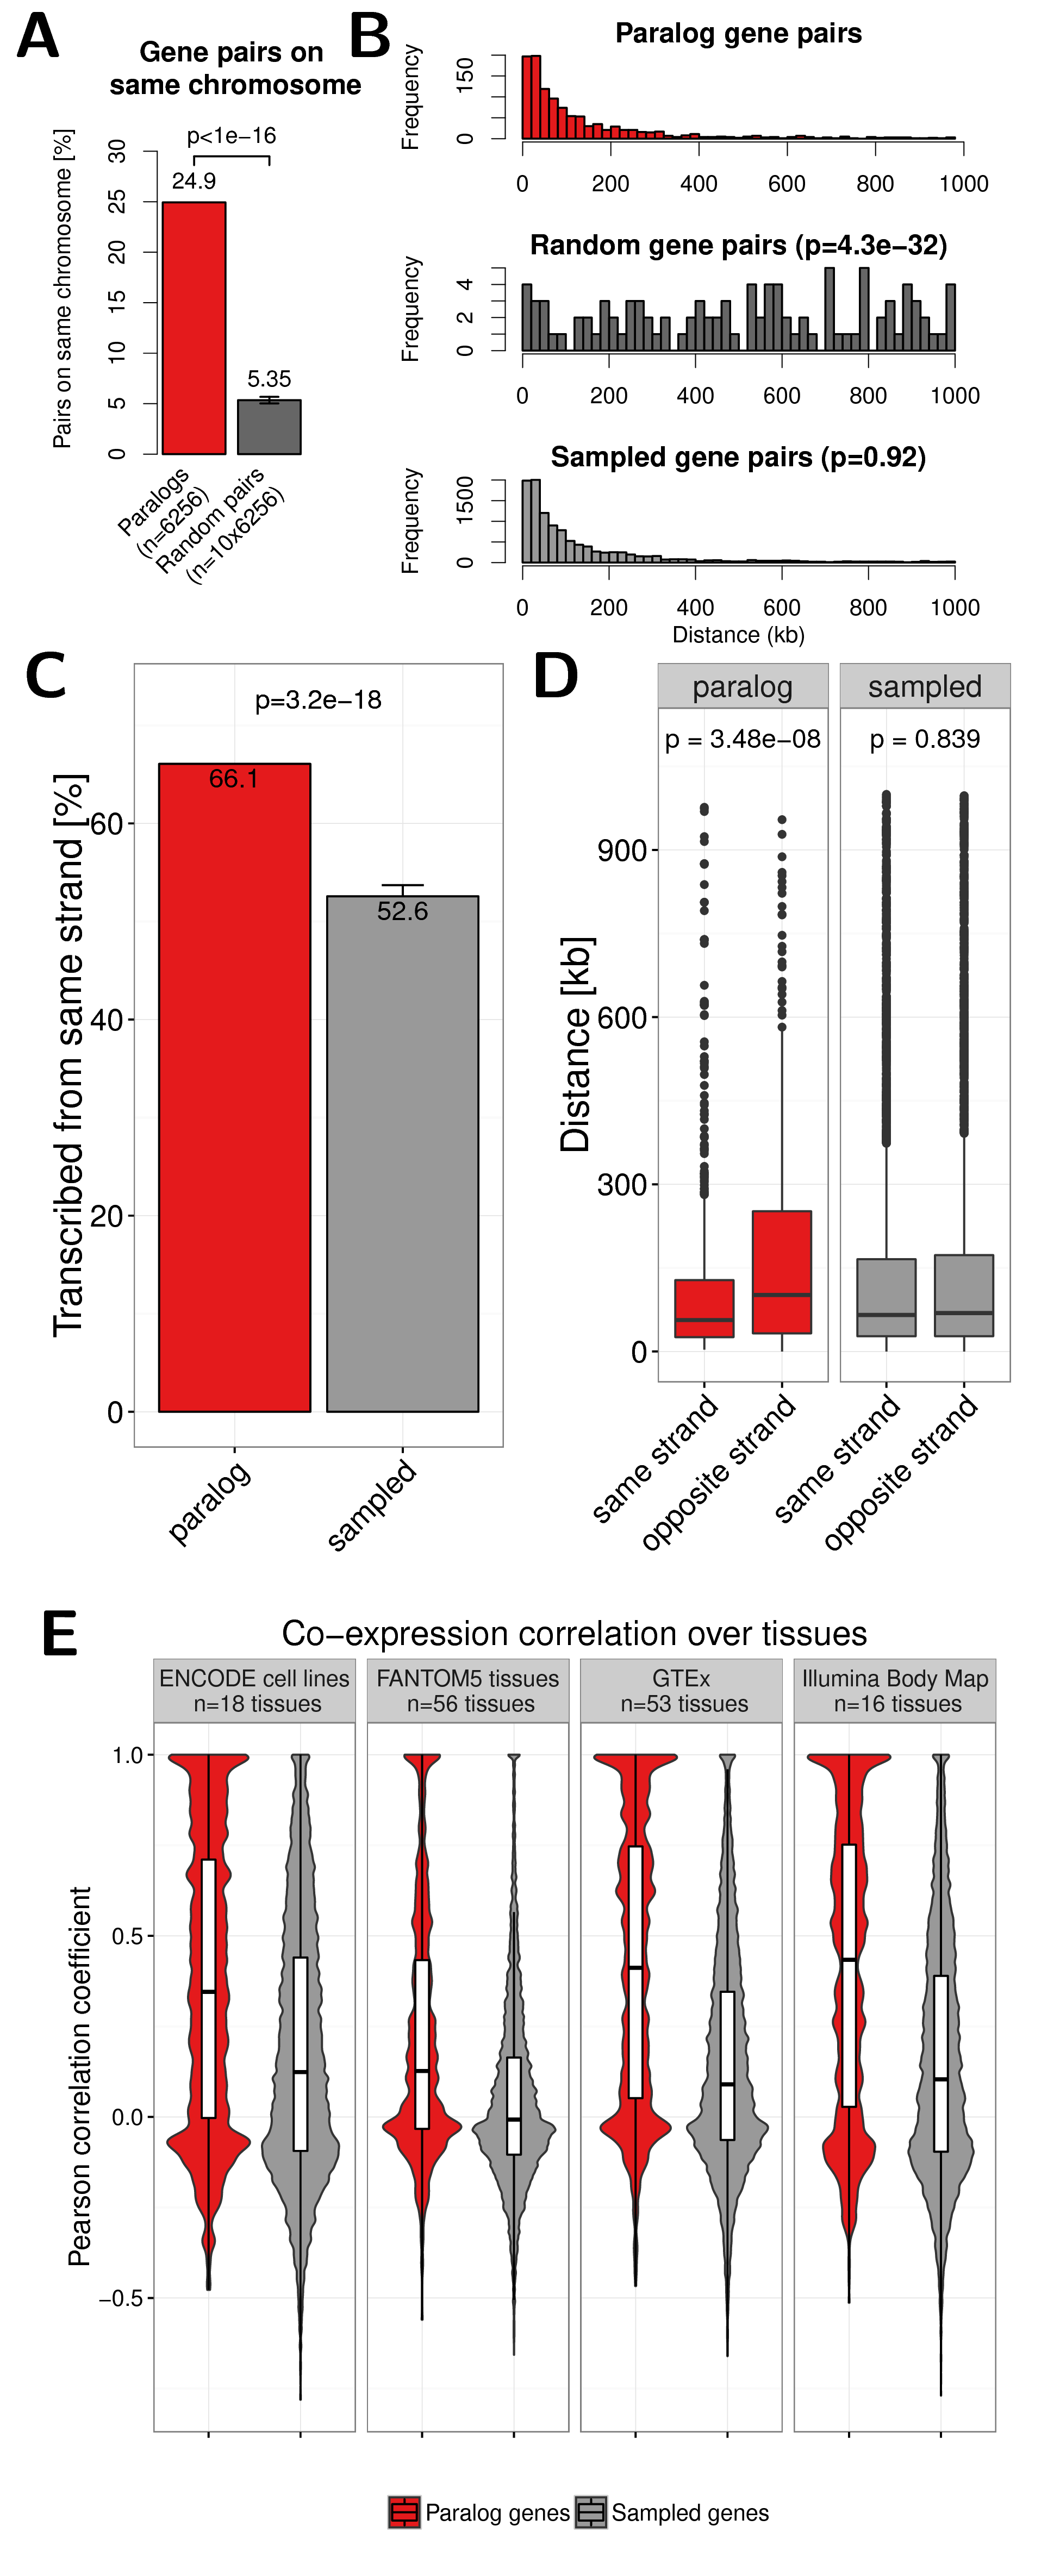 A
Gene pairs on
same chromosome
Pairs on same chromosome [%]
0
5
10
15
20
25
30
p<1e−16
24.9
5.35
Paralogs
(n=6256)
Random pairs
(n=10x6256)
B
Paralog gene pairs
Frequency
0
150
0 200 400 600 800 1000
Random gene pairs (p=4.3e−32)
Frequency
0
2
4
0 200 400 600 800 1000
Sampled gene pairs (p=0.92)
Frequency
0
1500
0 200 400 600 800 1000
Distance (kb)
C
Transcribed from same strand [%]
p=3.2e−18
66.1
52.6
60
40
20
0
paralog
sampled
D
paralog
sampled
p = 3.48e−08
p = 0.839
Distance [kb]
900
600
300
0
same strand
opposite strand
same strand
opposite strand
E
Co−expression correlation over tissues
ENCODE cell lines
n=18 tissues
FANTOM5 tissues
n=56 tissues
GTEx
n=53 tissues
Illumina Body Map
n=16 tissues
Pearson correlation coefficient
1.0
0.5
0.0
−0.5
Paralog genes
Sampled genes